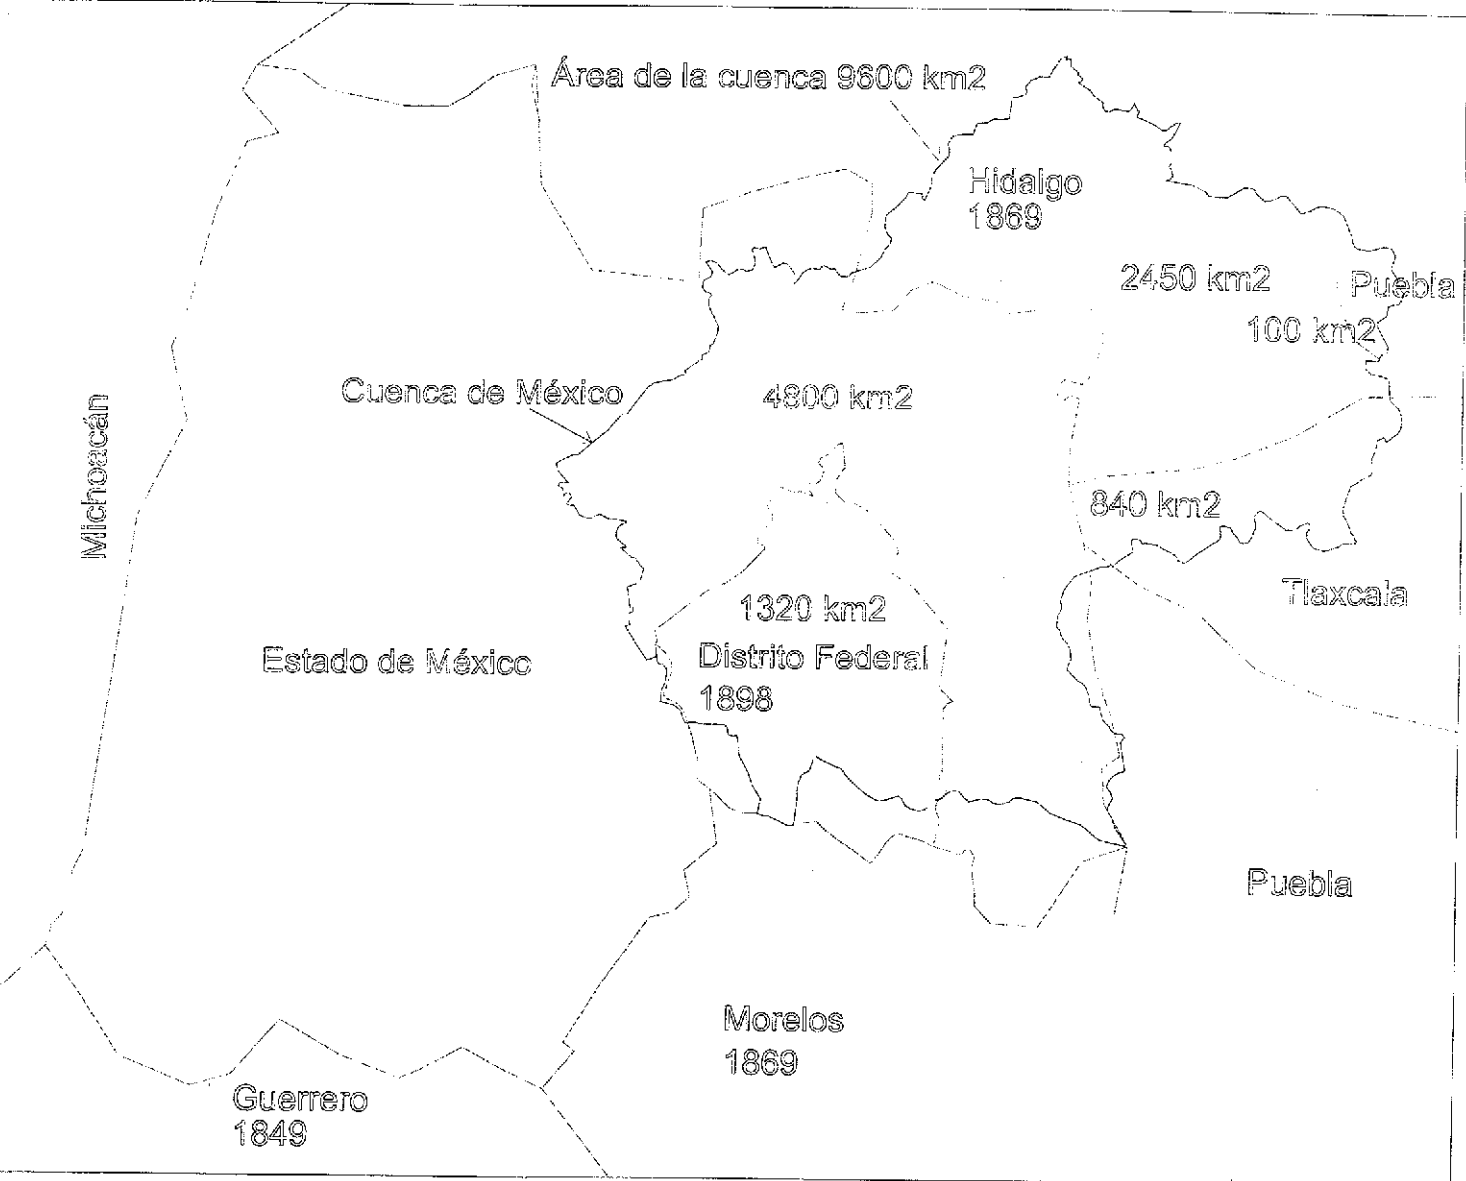 Área de la cuenca 9600 km2
Hidalgo
1869
2450 km2
Puebla
100 km2
Cuenca de México
4800 km2
Michoacán
840 km2
Tlaxcala
1320 km2
Distrito Federal
1898
Estado de México
Puebla
Morelos
1869
Guerrero
1849